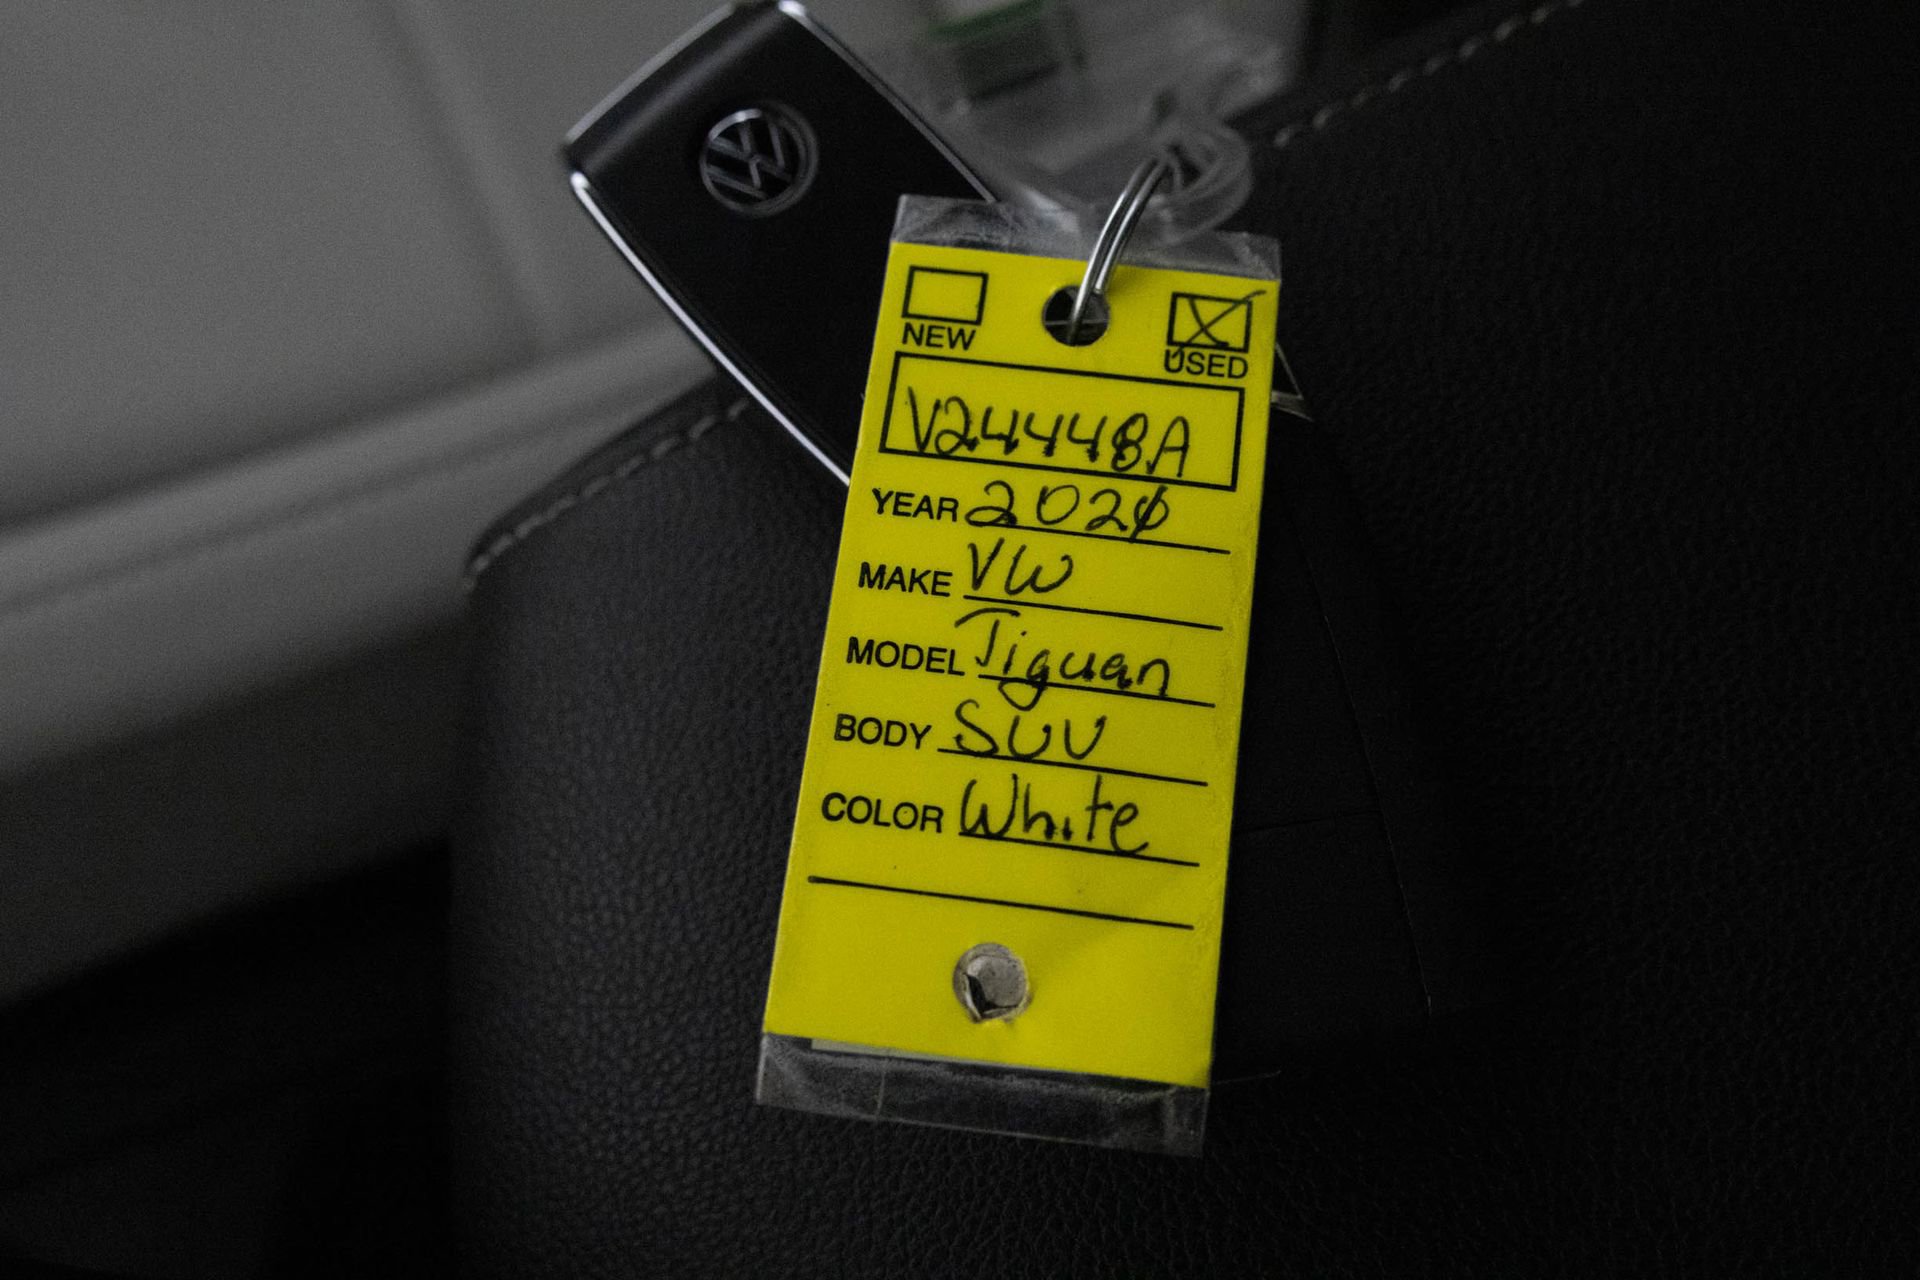 NEW USED
V24448A
YEAR 2020
MAKE VW
MODEL Tiguan
BODY SUV
COLOR White